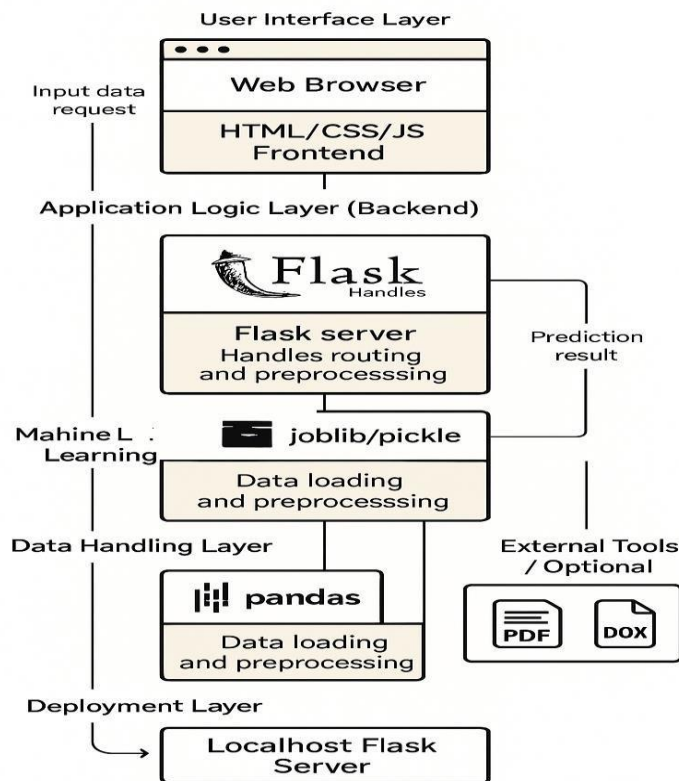 User Interface Layer
Web Browser
HTML/CSS/JS
Frontend
Input data
request
Application Logic Layer (Backend)
Flask
Handles
Flask server
Handles routing
and preprocesssing
Prediction
result
Mahine L .
Learning
joblib/pickle
Data loading
and preprocesssing
Data Handling Layer
pandas
Data loading
and preprocessing
External Tools
/ Optional
PDF
DOX
Deployment Layer
Localhost Flask
Server